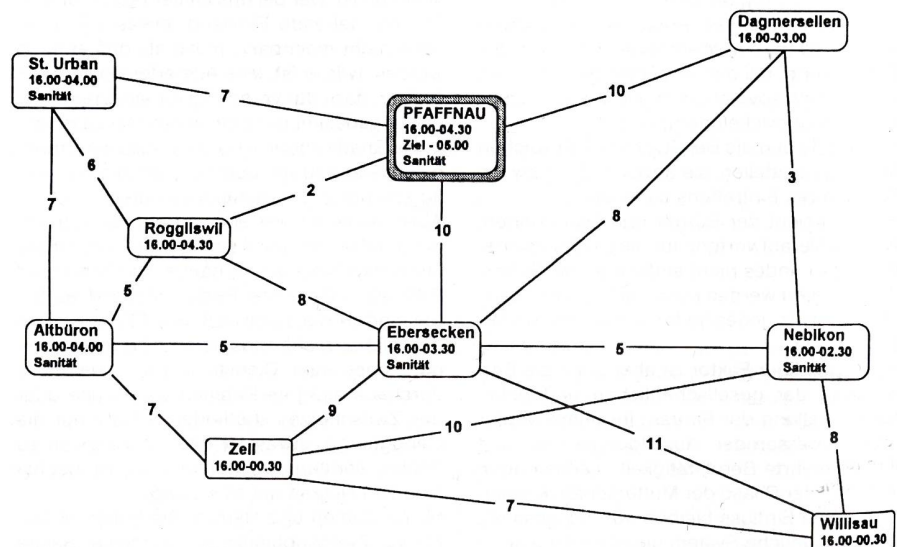 Dagmersellen
16.00-03.00
St. Urban
16.00-04.00
Sanität
7
10
PFAFFNAU
16.00-04.30
Ziel - 05.00
Sanität
6
2
3
7
10
8
Roggliswil
16.00-04.30
5
8
Altbüron
16.00-04.00
Sanität
5
Ebersecken
16.00-03.30
Sanität
5
Nebikon
16.00-02.30
Sanität
7
9
10
11
8
Zell
16.00-00.30
7
Willisau
16.00-00.30